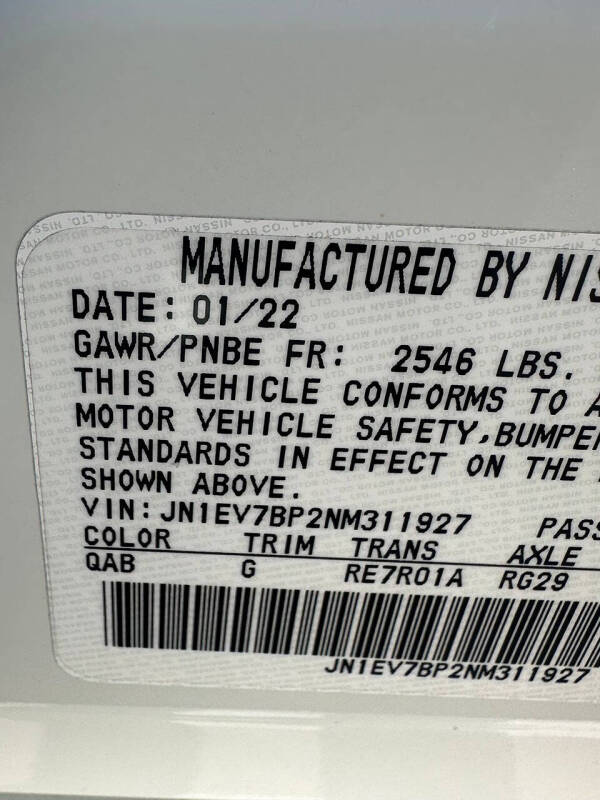 MANUFACTURED BY NIS
DATE: 01/22
GAWR/PNBE FR: 2546 LBS.
THIS VEHICLE CONFORMS TO A
MOTOR VEHICLE SAFETY,BUMPE
STANDARDS IN EFFECT ON THE
SHOWN ABOVE.
VIN: JN1EV7BP2NM311927 PASS
COLOR TRIM TRANS AXLE
QAB G RE7R01A RG29
JN1EV7BP2NM311927